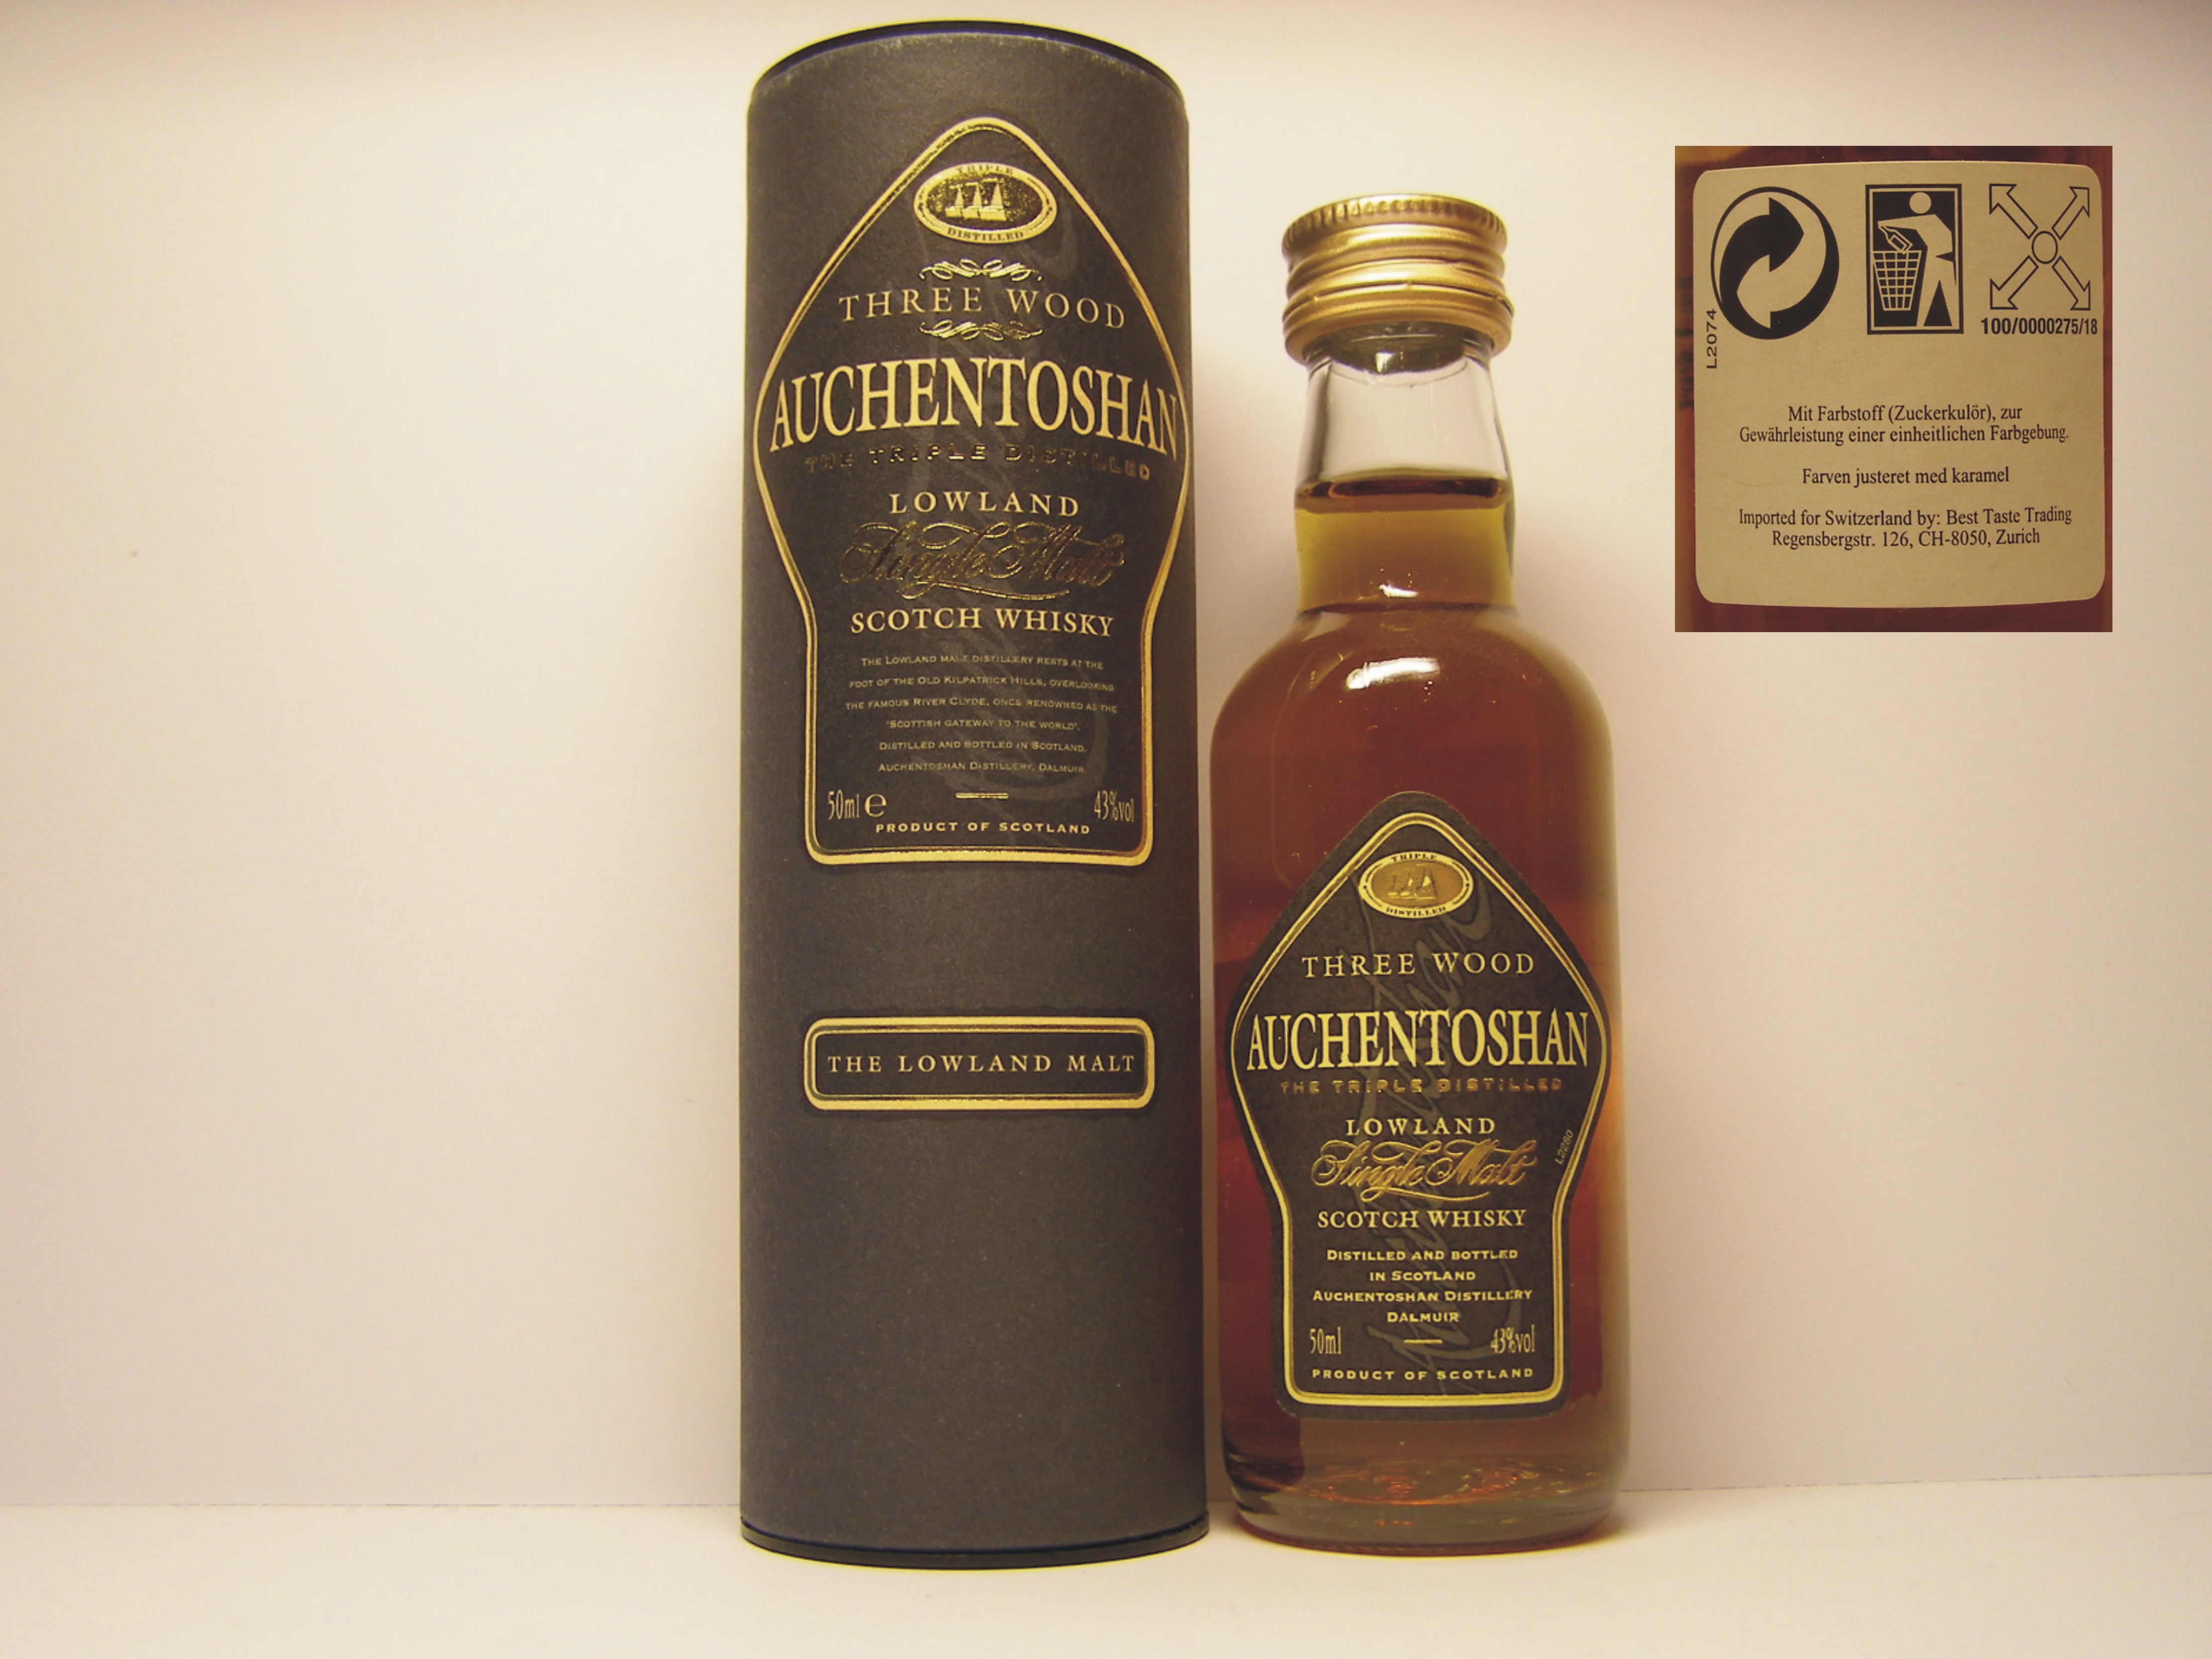 TRIPLE
DISTILLED
THREE WOOD
AUCHENTOSHAN
THE TRIPLE DISTILLED
LOWLAND
Single Malt
SCOTCH WHISKY
THE LOWLAND MALT DISTILLERY RESTS AT THE
FOOT OF THE OLD KILPATRICK HILLS, OVERLOOKING
THE FAMOUS RIVER CLYDE, ONCE RENOWNED AS THE
"SCOTTISH GATEWAY TO THE WORLD".
DISTILLED AND BOTTLED IN SCOTLAND.
AUCHENTOSHAN DISTILLERY, DALMUIR
50ml e 43%vol
PRODUCT OF SCOTLAND
THE LOWLAND MALT
TRIPLE
DISTILLED
THREE WOOD
AUCHENTOSHAN
THE TRIPLE DISTILLED
LOWLAND
Single Malt
SCOTCH WHISKY
DISTILLED AND BOTTLED
IN SCOTLAND
AUCHENTOSHAN DISTILLERY
DALMUIR
50ml 43%vol
PRODUCT OF SCOTLAND
L2280
L2074
100/0000275/18
Mit Farbstoff (Zuckerkulör), zur
Gewährleistung einer einheitlichen Farbgebung.
Farven justeret med karamel
Imported for Switzerland by: Best Taste Trading
Regensbergstr. 126, CH-8050, Zurich